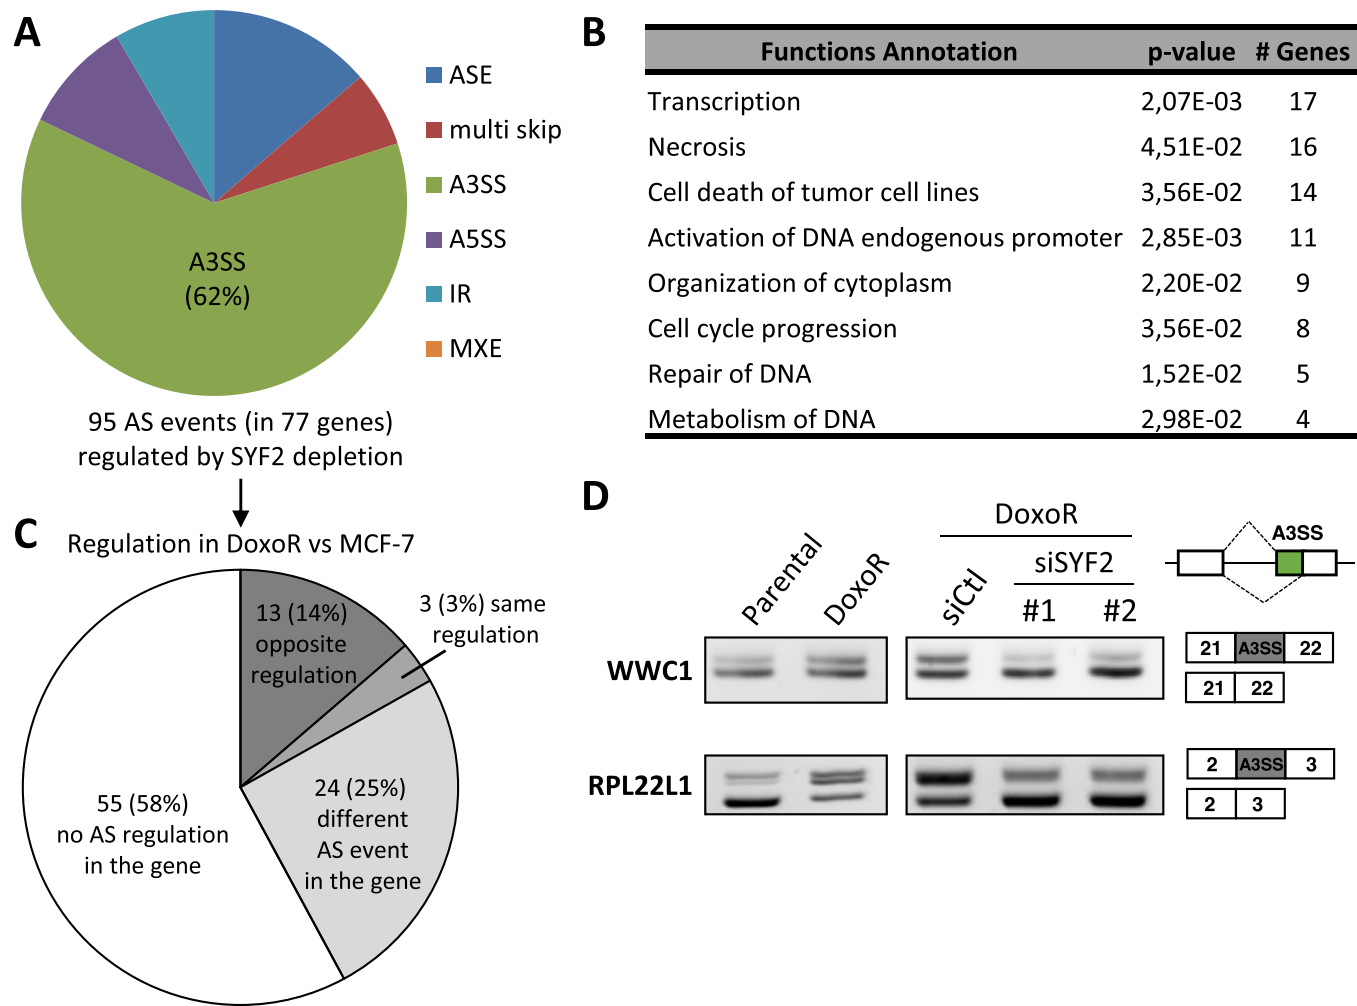 A
ASE
multi skip
A3SS
A5SS
IR
MXE
A3SS
(62%)
95 AS events (in 77 genes)
regulated by SYF2 depletion
B
Functions Annotation p-value # Genes
Transcription 2,07E-03 17
Necrosis 4,51E-02 16
Cell death of tumor cell lines 3,56E-02 14
Activation of DNA endogenous promoter 2,85E-03 11
Organization of cytoplasm 2,20E-02 9
Cell cycle progression 3,56E-02 8
Repair of DNA 1,52E-02 5
Metabolism of DNA 2,98E-02 4
C
Regulation in DoxoR vs MCF-7
13 (14%)
opposite
regulation
3 (3%) same
regulation
24 (25%)
different
AS event
in the gene
55 (58%)
no AS regulation
in the gene
D
Parental
DoxoR
DoxoR
siCtl
siSYF2
#1 #2
A3SS
WWC1
21 A3SS 22
21 22
RPL22L1
2 A3SS 3
2 3